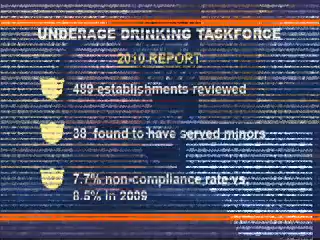 UNDERAGE DRINKING TASKFORCE
2010 REPORT
489 establishments reviewed
38 found to have served minors
7.7% non-compliance rate vs.
8.5% in 2009